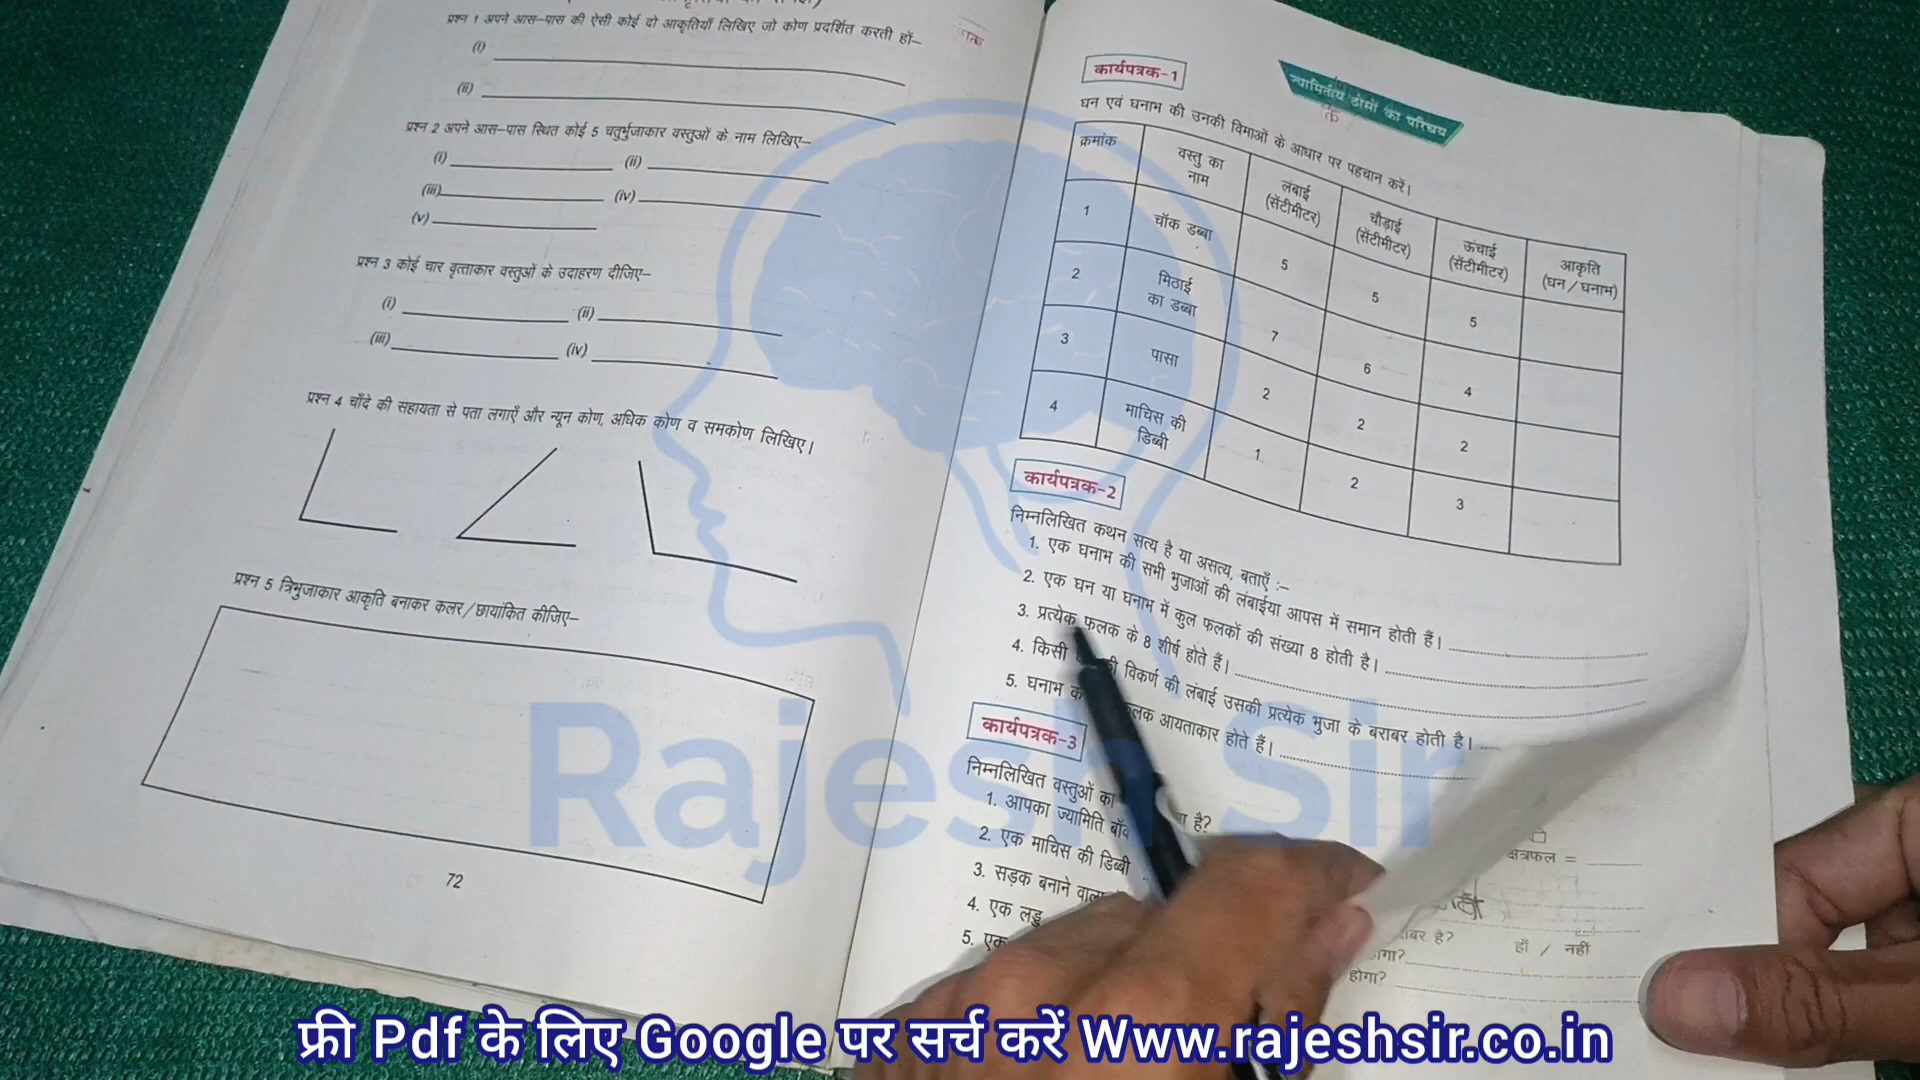 प्रश्न 1 अपने आस-पास की ऐसी कोई दो आकृतियाँ लिखिए जो कोण प्रदर्शित करती हों–
(i)
(ii)
प्रश्न 2 अपने आस-पास स्थित कोई 5 चतुर्भुजाकार वस्तुओं के नाम लिखिए–
(i) (ii)
(iii) (iv)
(v)
प्रश्न 3 कोई चार वृत्ताकार वस्तुओं के उदाहरण दीजिए–
(i) (ii)
(iii) (iv)
प्रश्न 4 चाँदे की सहायता से पता लगाएँ और न्यून कोण, अधिक कोण व समकोण लिखिए।
प्रश्न 5 त्रिभुजाकार आकृति बनाकर कलर/छायांकित कीजिए–
72
ज्यामितीय ठोसों का परिचय
कार्यपत्रक-1
घन एवं घनाभ की उनकी विमाओं के आधार पर पहचान करें।
क्रमांक वस्तु का नाम लंबाई (सेंटीमीटर) चौड़ाई (सेंटीमीटर) ऊंचाई (सेंटीमीटर) आकृति (घन/घनाभ)
1 चॉक डब्बा 5 5 5
2 मिठाई का डब्बा 7 6 4
3 पासा 2 2 2
4 माचिस की डिब्बी 1 2 3
कार्यपत्रक-2
निम्नलिखित कथन सत्य है या असत्य, बताएँ :–
1. एक घनाभ की सभी भुजाओं की लंबाईया आपस में समान होती हैं।
2. एक घन या घनाभ में कुल फलकों की संख्या 8 होती है।
3. प्रत्येक फलक के 8 शीर्ष होते हैं।
4. किसी की विकर्ण की लंबाई उसकी प्रत्येक भुजा के बराबर होती है।
5. घनाभ के फलक आयताकार होते हैं।
कार्यपत्रक-3
निम्नलिखित वस्तुओं का है?
1. आपका ज्यामिति
2. एक माचिस की डिब्बी
3. सड़क बनाने
4. एक लड्डू
5. एक
क्षेत्रफल =
है? हाँ / नहीं
होगा?
Rajesh Sir
फ्री Pdf के लिए Google पर सर्च करें Www.rajeshsir.co.in